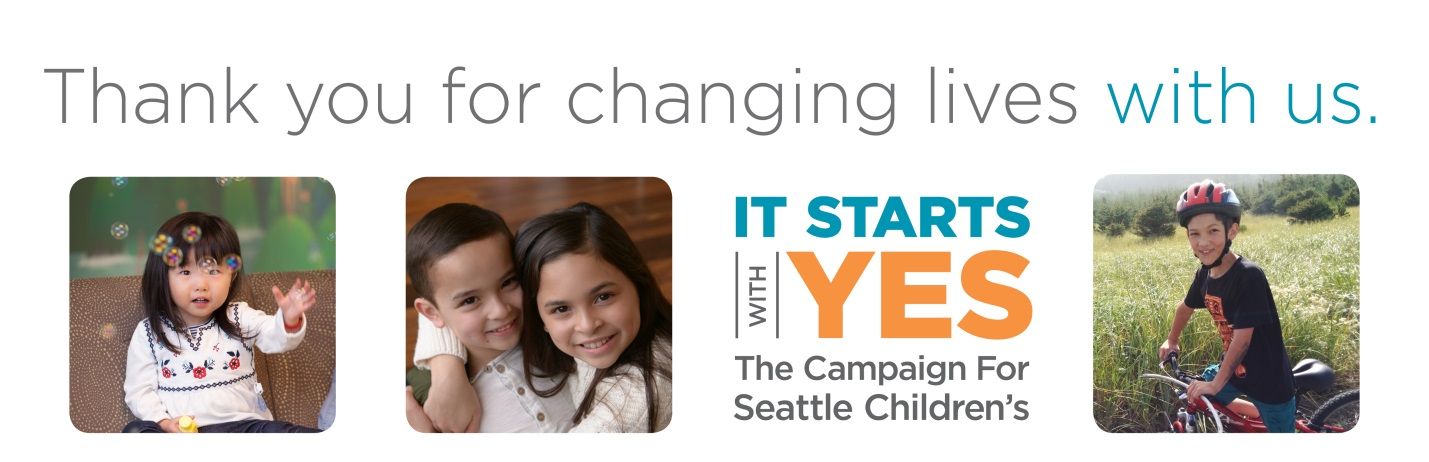 Thank you for changing lives with us.
IT STARTS
WITH YES
The Campaign For
Seattle Children’s